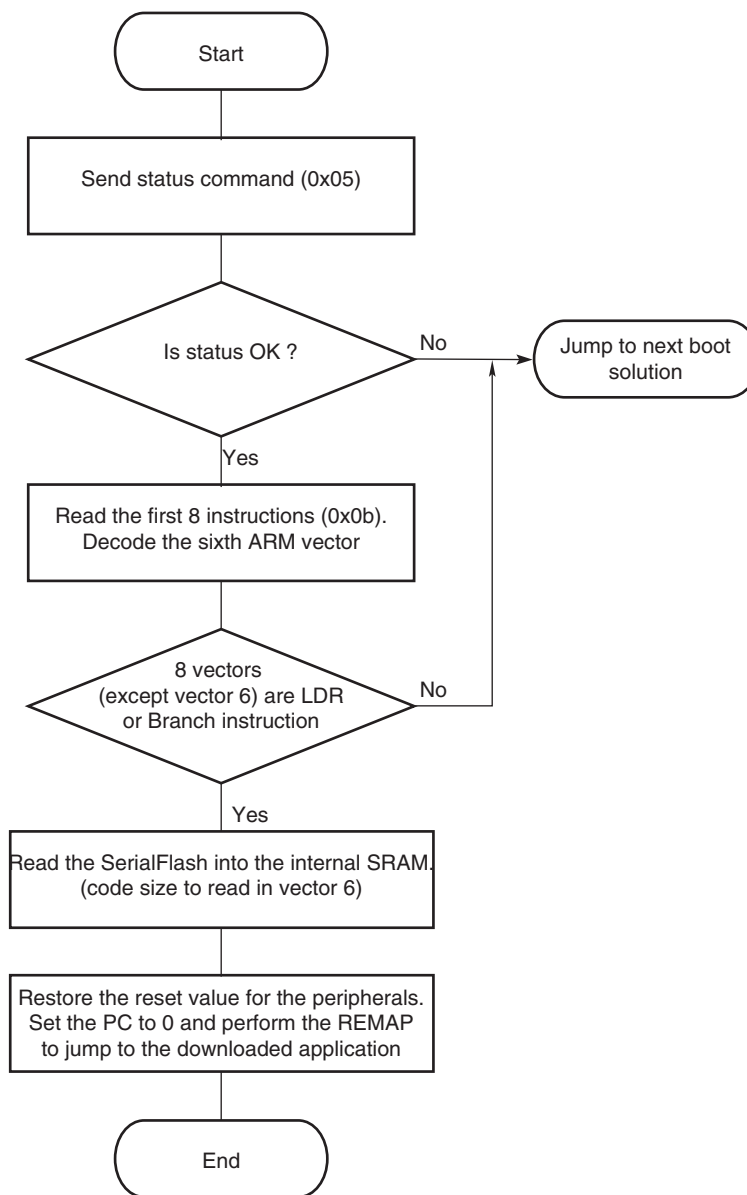 Start
Send status command (0x05)
Is status OK ?
No
Jump to next boot
solution
Yes
Read the first 8 instructions (0x0b).
Decode the sixth ARM vector
8 vectors
(except vector 6) are LDR
or Branch instruction
No
Yes
Read the SerialFlash into the internal SRAM.
(code size to read in vector 6)
Restore the reset value for the peripherals.
Set the PC to 0 and perform the REMAP
to jump to the downloaded application
End